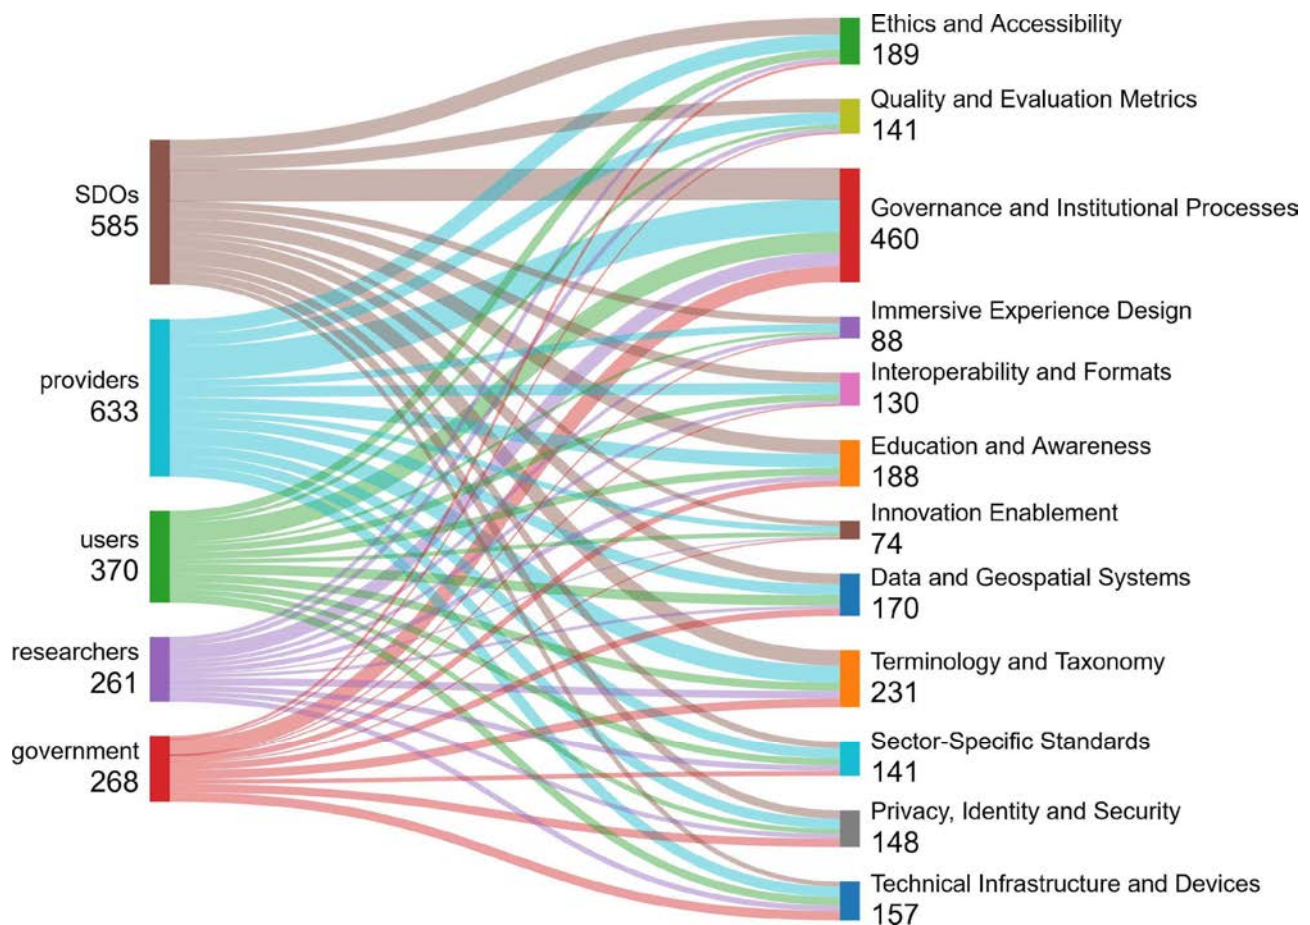 SDOs
585
providers
633
users
370
researchers
261
government
268
Ethics and Accessibility
189
Quality and Evaluation Metrics
141
Governance and Institutional Processes
460
Immersive Experience Design
88
Interoperability and Formats
130
Education and Awareness
188
Innovation Enablement
74
Data and Geospatial Systems
170
Terminology and Taxonomy
231
Sector-Specific Standards
141
Privacy, Identity and Security
148
Technical Infrastructure and Devices
157